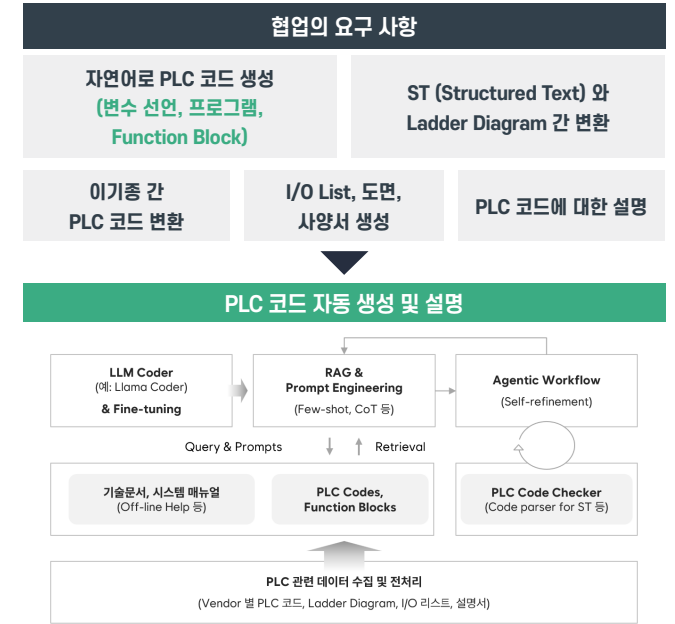 협업의 요구 사항
자연어로 PLC 코드 생성
(변수 선언, 프로그램,
Function Block)
ST (Structured Text) 와
Ladder Diagram 간 변환
이기종 간
PLC 코드 변환
I/O List, 도면,
사양서 생성
PLC 코드에 대한 설명
PLC 코드 자동 생성 및 설명
LLM Coder
(예: Llama Coder)
& Fine-tuning
RAG &
Prompt Engineering
(Few-shot, CoT 등)
Agentic Workflow
(Self-refinement)
Query & Prompts
Retrieval
기술문서, 시스템 매뉴얼
(Off-line Help 등)
PLC Codes,
Function Blocks
PLC Code Checker
(Code parser for ST 등)
PLC 관련 데이터 수집 및 전처리
(Vendor 별 PLC 코드, Ladder Diagram, I/O 리스트, 설명서)